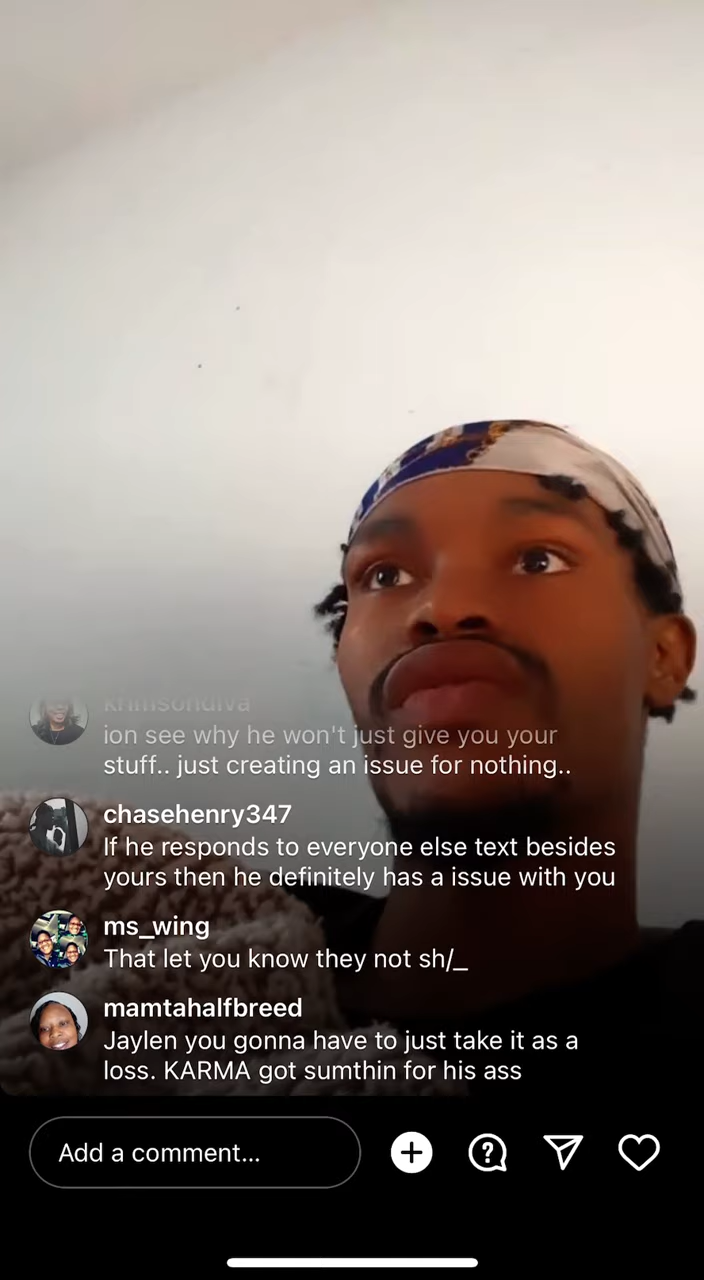 krimsondiva
ion see why he won't just give you your
stuff.. just creating an issue for nothing..
chasehenry347
If he responds to everyone else text besides
yours then he definitely has a issue with you
ms_wing
That let you know they not sh/_
mamtahalfbreed
Jaylen you gonna have to just take it as a
loss. KARMA got sumthin for his ass
Add a comment...